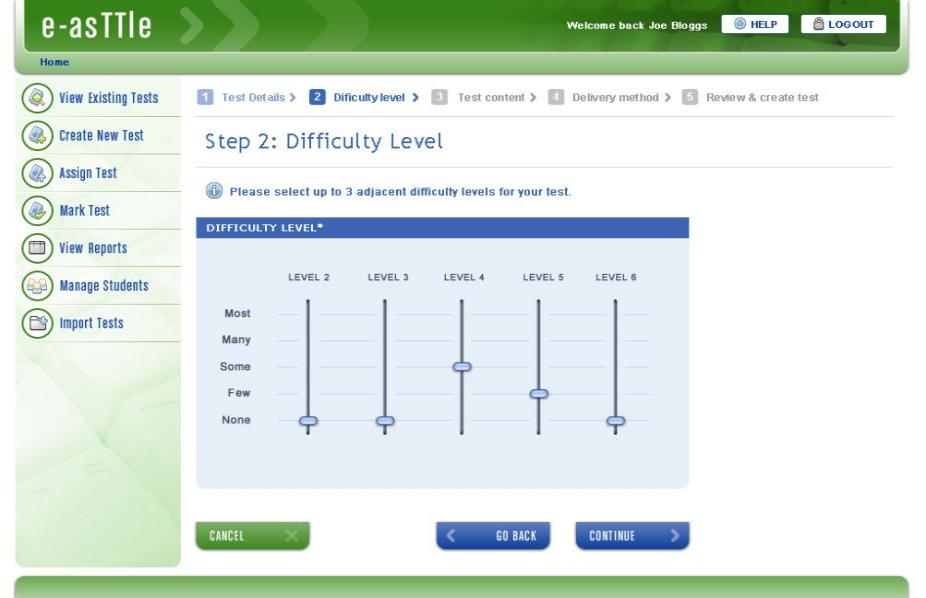 e-asTTle
Welcome back Joe Bloggs HELP LOGOUT
Home
View Existing Tests
Create New Test
Assign Test
Mark Test
View Reports
Manage Students
Import Tests
1 Test Details > 2 Dificulty level > 3 Test content > 4 Delivery method > 5 Review & create test
Step 2: Difficulty Level
Please select up to 3 adjacent difficulty levels for your test.
DIFFICULTY LEVEL*
LEVEL 2 LEVEL 3 LEVEL 4 LEVEL 5 LEVEL 6
Most
Many
Some
Few
None
CANCEL GO BACK CONTINUE